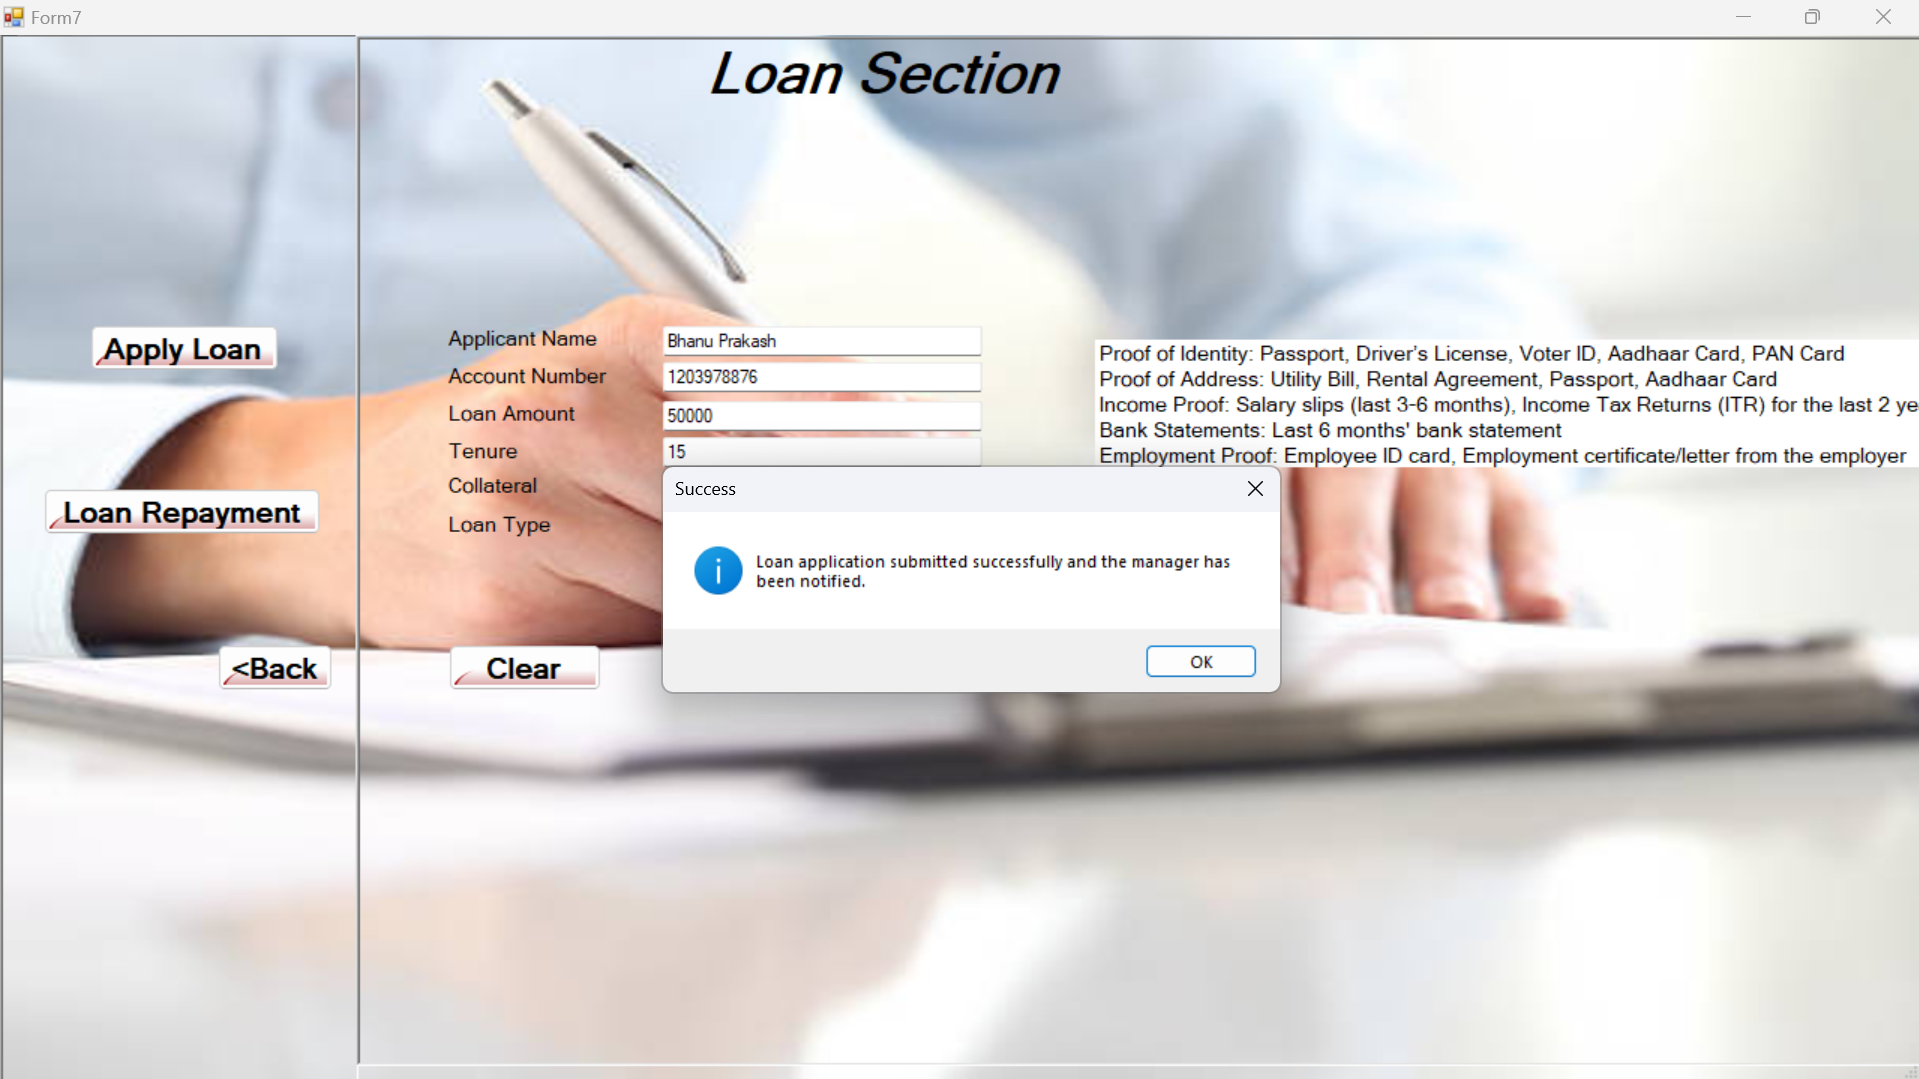 Form7
Loan Section
Apply Loan
Loan Repayment
<Back
Applicant Name
Bhanu Prakash
Account Number
1203978876
Loan Amount
50000
Tenure
15
Collateral
Loan Type
Clear
Proof of Identity: Passport, Driver's License, Voter ID, Aadhaar Card, PAN Card
Proof of Address: Utility Bill, Rental Agreement, Passport, Aadhaar Card
Income Proof: Salary slips (last 3-6 months), Income Tax Returns (ITR) for the last 2 ye
Bank Statements: Last 6 months' bank statement
Employment Proof: Employee ID card, Employment certificate/letter from the employer
Success
Loan application submitted successfully and the manager has
been notified.
OK